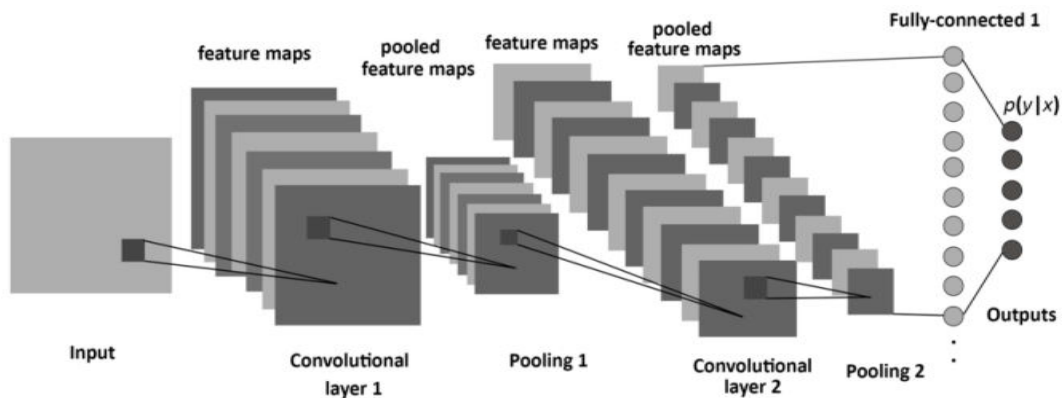 Fully-connected 1
feature maps
pooled
feature maps
feature maps
pooled
feature maps
p(y|x)
Input
Convolutional
layer 1
Pooling 1
Convolutional
layer 2
Pooling 2
Outputs